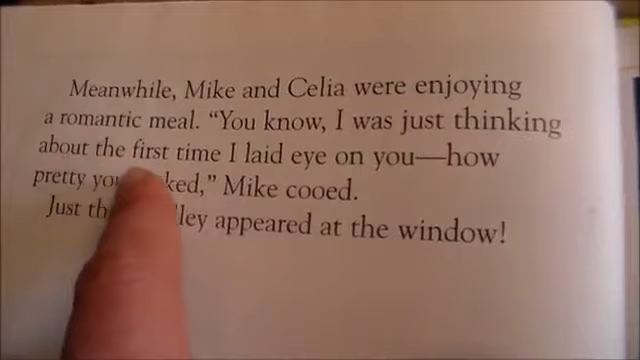 Meanwhile, Mike and Celia were enjoying
a romantic meal. “You know, I was just thinking
about the first time I laid eye on you—how
pretty Mike cooed.
Just appeared at the window!